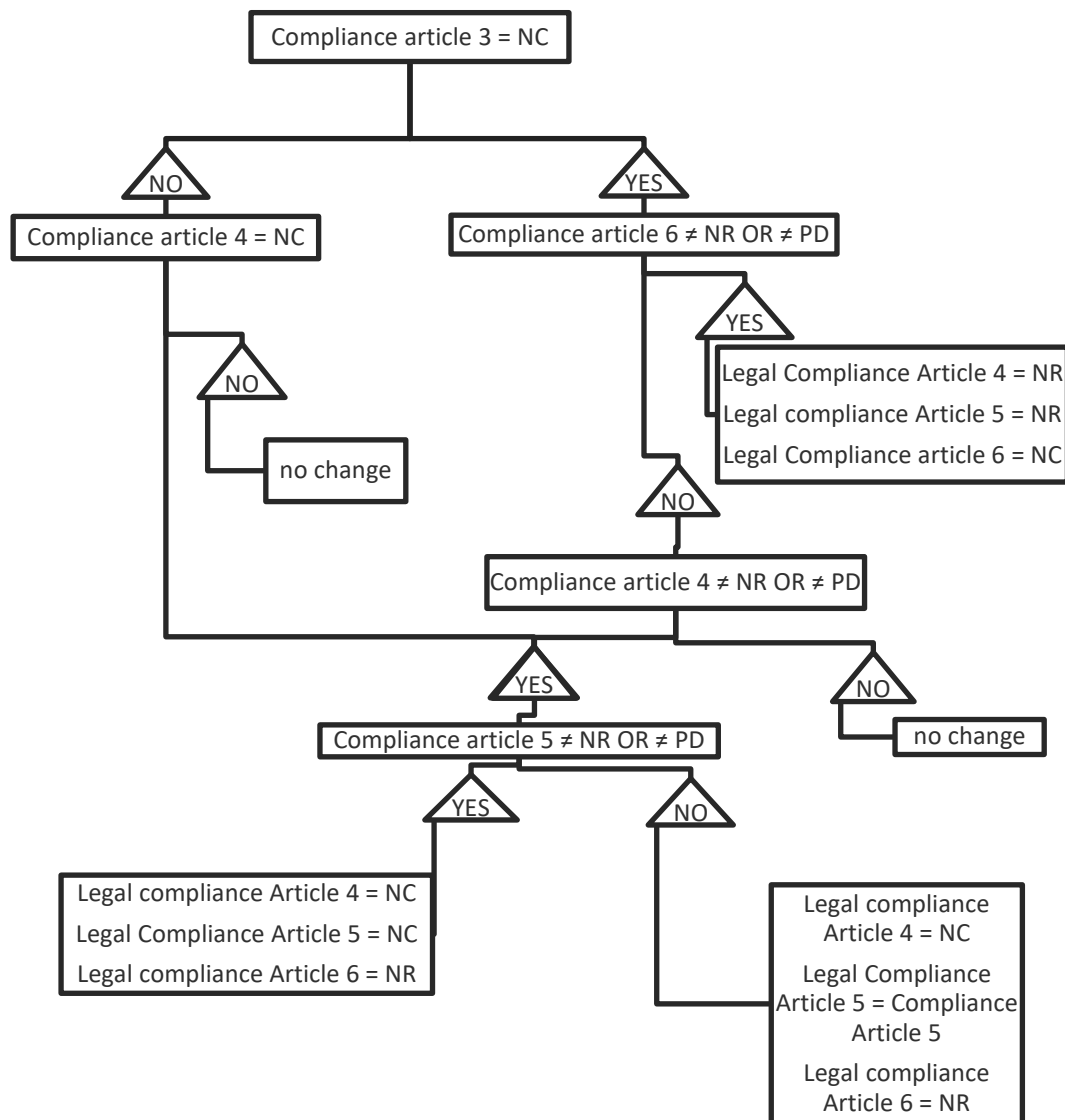 Compliance article 3 = NC
NO
YES
Compliance article 4 = NC
Compliance article 6 ≠ NR OR ≠ PD
YES
NO
Legal Compliance Article 4 = NR
Legal compliance Article 5 = NR
Legal Compliance article 6 = NC
no change
NO
Compliance article 4 ≠ NR OR ≠ PD
YES
NO
Compliance article 5 ≠ NR OR ≠ PD
no change
YES
NO
Legal compliance Article 4 = NC
Legal Compliance Article 5 = NC
Legal compliance Article 6 = NR
Legal compliance
Article 4 = NC
Legal Compliance
Article 5 = Compliance
Article 5
Legal compliance
Article 6 = NR